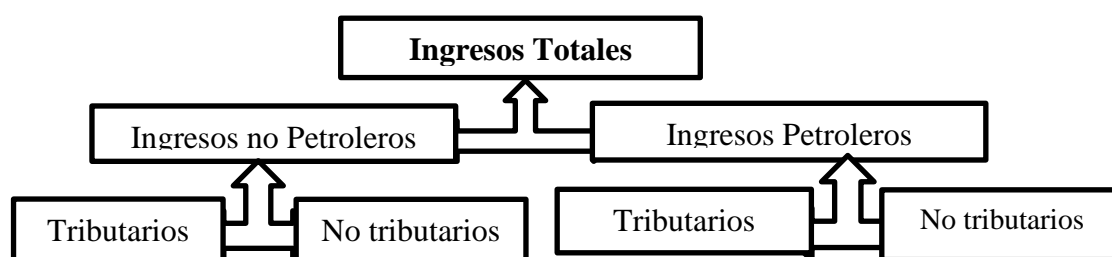 Ingresos Totales
Ingresos no Petroleros
Ingresos Petroleros
Tributarios
No tributarios
Tributarios
No tributarios